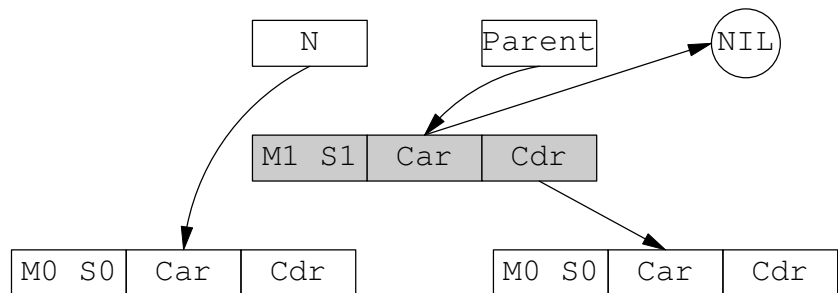 N
Parent
NIL
M1 S1 Car Cdr
M0 S0 Car Cdr
M0 S0 Car Cdr